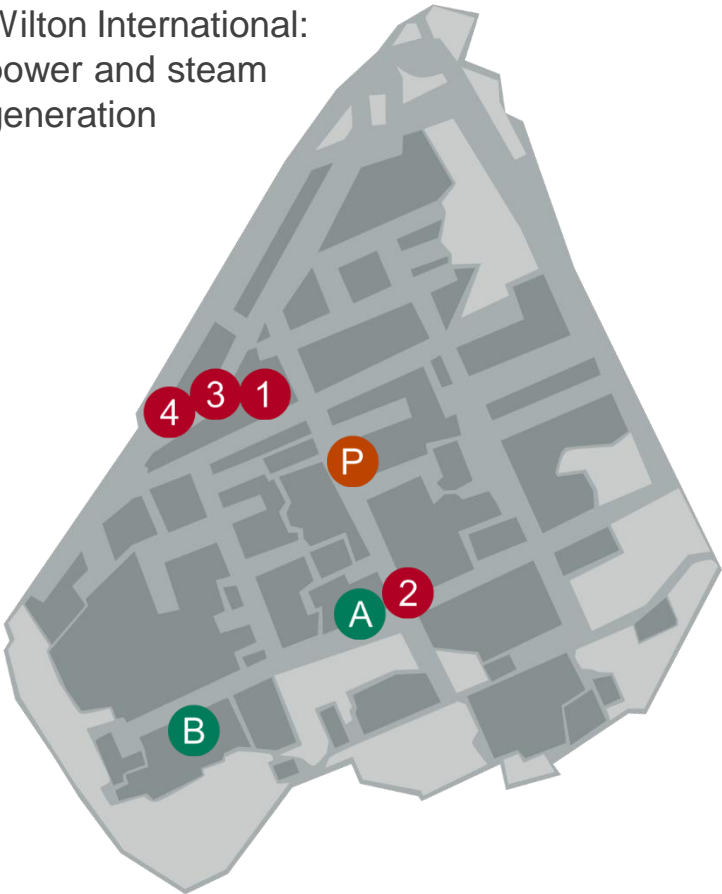 Wilton International:
power and steam
generation
4
3
1
P
2
A
B